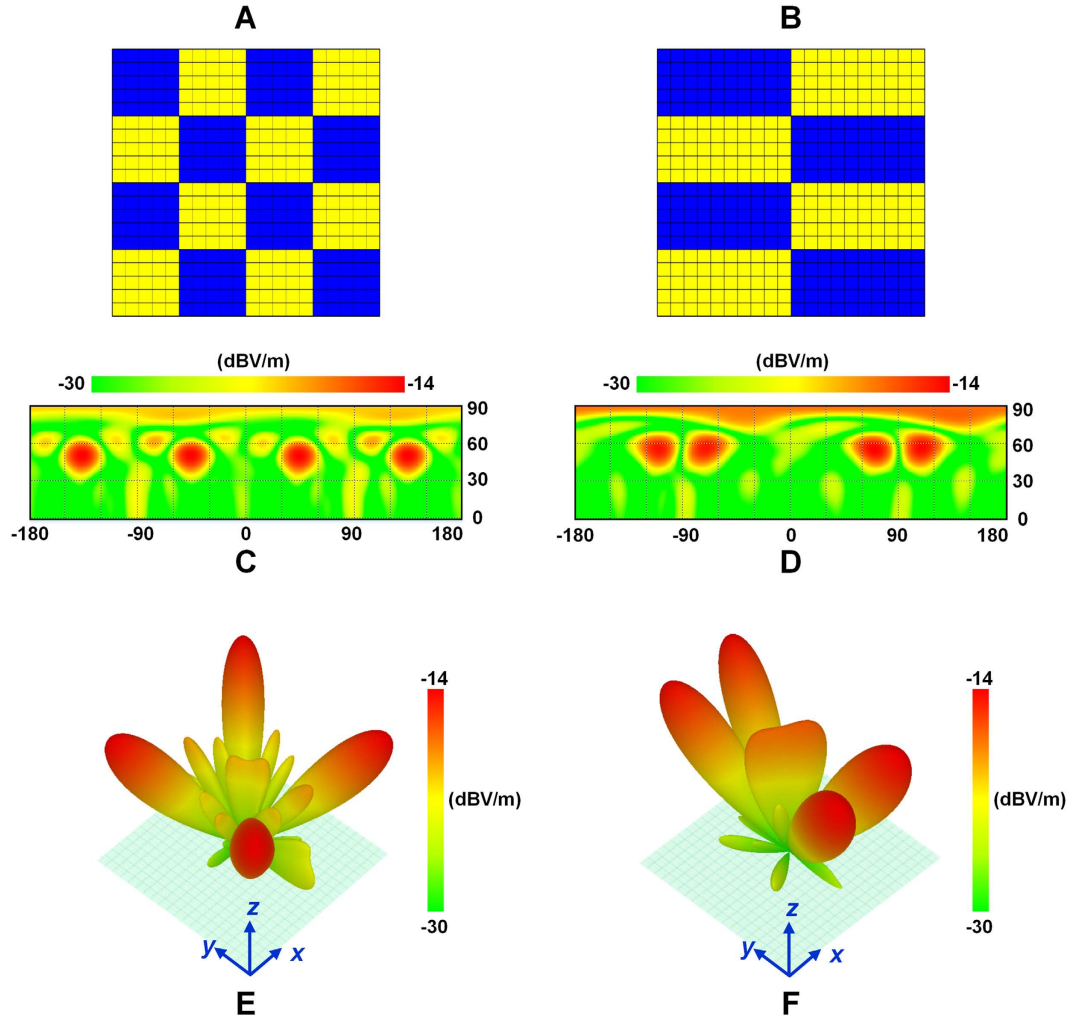 A B
(dBV/m) (dBV/m)
-30 -14 -30 -14
90 90
60 60
30 30
0 0
-180 -90 0 90 180 -180 -90 0 90 180
C D
-14 -14
(dBV/m) (dBV/m)
-30 -30
z z
y x y x
E F